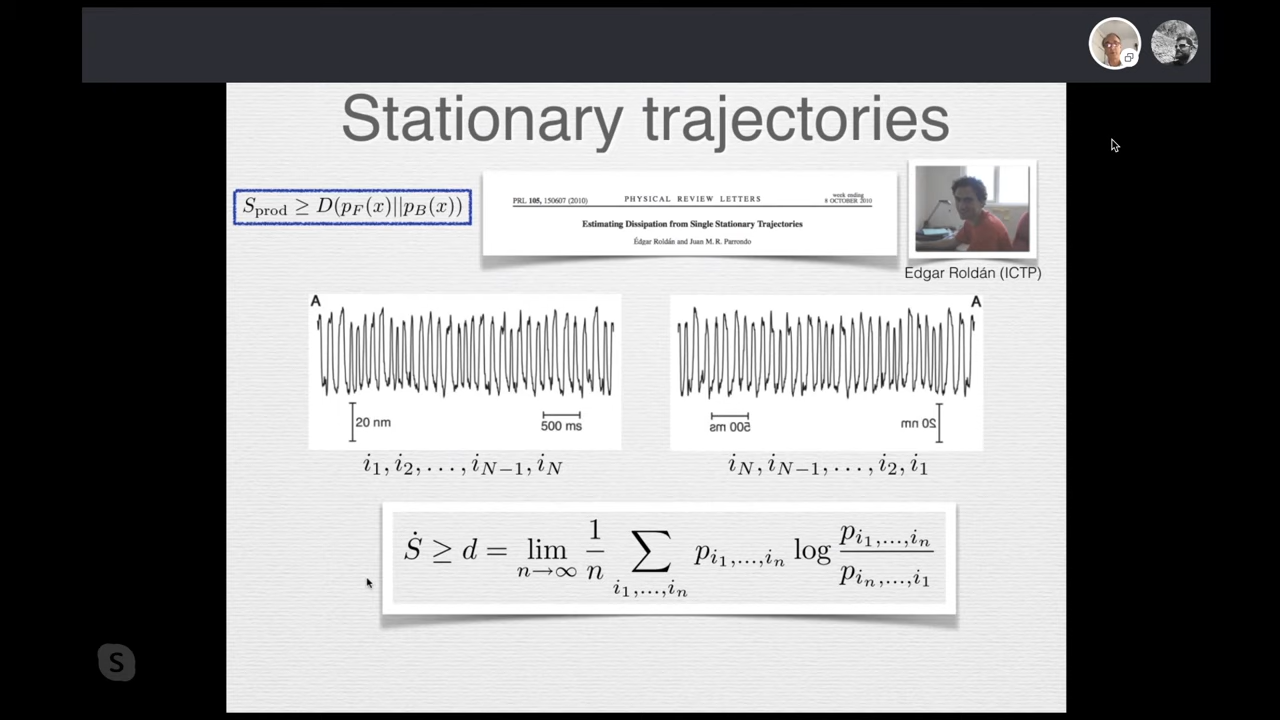 Stationary trajectories
S_prod ≥ D(p_F(x)||p_B(x))
PRL 105, 150607 (2010)
PHYSICAL REVIEW LETTERS
week ending
8 OCTOBER 2010
Estimating Dissipation from Single Stationary Trajectories
Édgar Roldán and Juan M. R. Parrondo
Edgar Roldán (ICTP)
A
20 nm
500 ms
A
500 ms
20 nm
i_1, i_2, . . . , i_{N−1}, i_N
i_N, i_{N−1}, . . . , i_2, i_1
Ṡ ≥ d = lim_{n→∞} 1/n ∑_{i_1,...,i_n} p_{i_1,...,i_n} log p_{i_1,...,i_n} / p_{i_n,...,i_1}
S